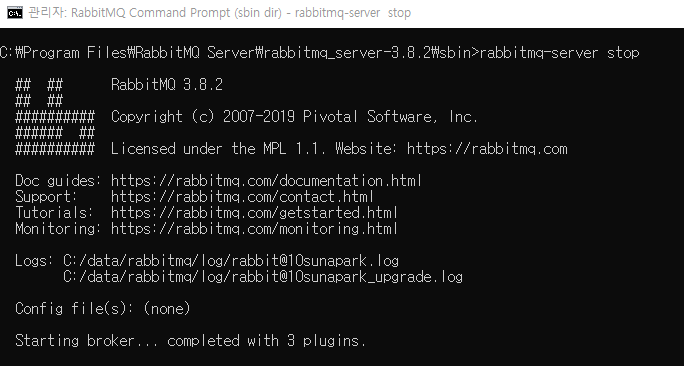 관리자: RabbitMQ Command Prompt (sbin dir) - rabbitmq-server  stop
C:\Program Files\RabbitMQ Server\rabbitmq_server-3.8.2\sbin>rabbitmq-server stop
##  ##      RabbitMQ 3.8.2
##  ##
##########  Copyright (c) 2007-2019 Pivotal Software, Inc.
######  ##
##########  Licensed under the MPL 1.1. Website: https://rabbitmq.com
Doc guides: https://rabbitmq.com/documentation.html
Support:    https://rabbitmq.com/contact.html
Tutorials:  https://rabbitmq.com/getstarted.html
Monitoring: https://rabbitmq.com/monitoring.html
Logs: C:/data/rabbitmq/log/rabbit@10sunapark.log
C:/data/rabbitmq/log/rabbit@10sunapark_upgrade.log
Config file(s): (none)
Starting broker... completed with 3 plugins.